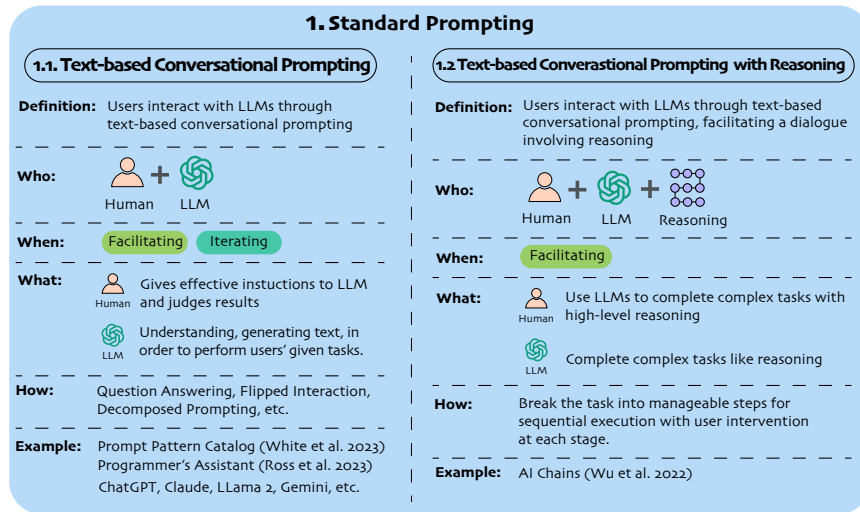 1. Standard Prompting
1.1. Text-based Conversational Prompting
Definition: Users interact with LLMs through
text-based conversational prompting
Who:
Human + LLM
When: Facilitating Iterating
What: Gives effective instuctions to LLM
Human and judges results
Understanding, generating text, in
LLM order to perform users' given tasks.
How: Question Answering, Flipped Interaction,
Decomposed Prompting, etc.
Example: Prompt Pattern Catalog (White et al. 2023)
Programmer's Assistant (Ross et al. 2023)
ChatGPT, Claude, LLama 2, Gemini, etc.
1.2 Text-based Converastional Prompting with Reasoning
Definition: Users interact with LLMs through text-based
conversational prompting, facilitating a dialogue
involving reasoning
Who:
Human + LLM + Reasoning
When: Facilitating
What: Use LLMs to complete complex tasks with
Human high-level reasoning
LLM Complete complex tasks like reasoning
How: Break the task into manageable steps for
sequential execution with user intervention
at each stage.
Example: AI Chains (Wu et al. 2022)